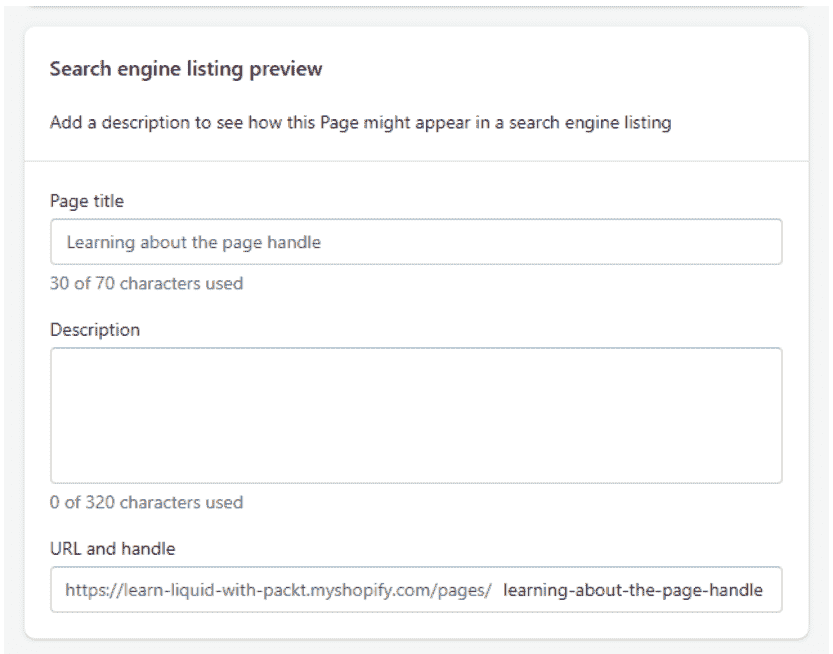 Search engine listing preview
Add a description to see how this Page might appear in a search engine listing
Page title
Learning about the page handle
30 of 70 characters used
Description
0 of 320 characters used
URL and handle
https://learn-liquid-with-packt.myshopify.com/pages/ learning-about-the-page-handle